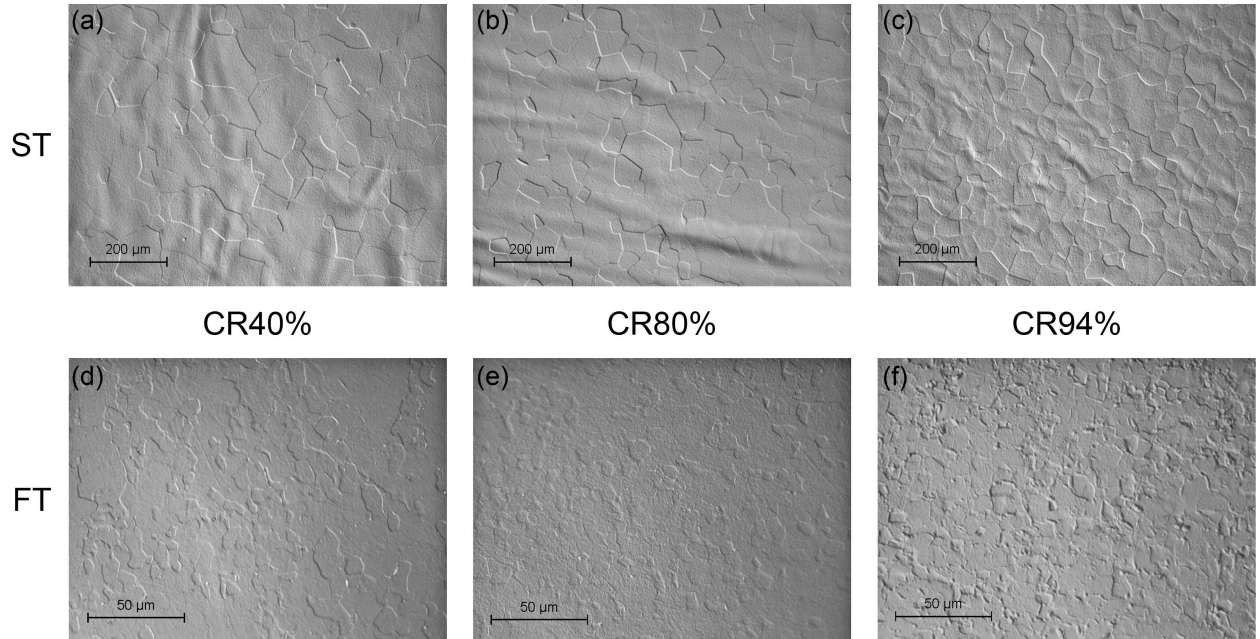 (a)
(b)
(c)
ST
200 µm
200 µm
200 µm
CR40%
CR80%
CR94%
(d)
(e)
(f)
FT
50 µm
50 µm
50 µm